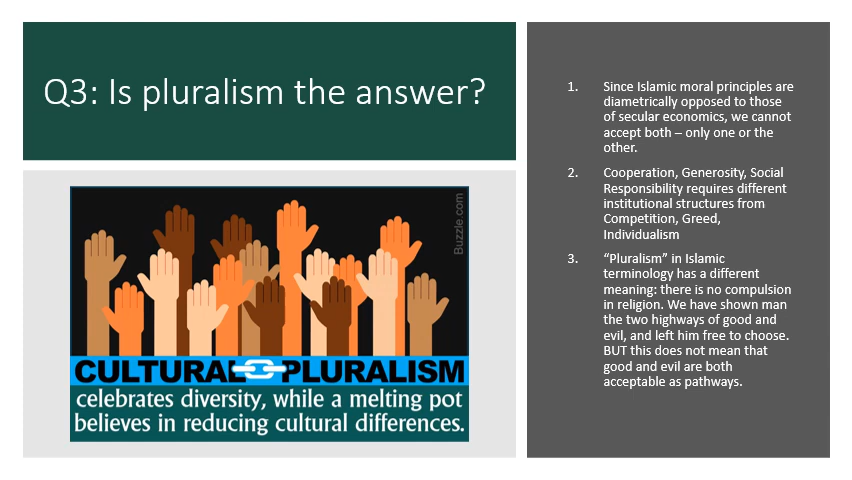 Q3: Is pluralism the answer?
Buzzle.com
CULTURAL PLURALISM
celebrates diversity, while a melting pot
believes in reducing cultural differences.
1. Since Islamic moral principles are
diametrically opposed to those
of secular economics, we cannot
accept both – only one or the
other.
2. Cooperation, Generosity, Social
Responsibility requires different
institutional structures from
Competition, Greed,
Individualism
3. “Pluralism” in Islamic
terminology has a different
meaning: there is no compulsion
in religion. We have shown man
the two highways of good and
evil, and left him free to choose.
BUT this does not mean that
good and evil are both
acceptable as pathways.